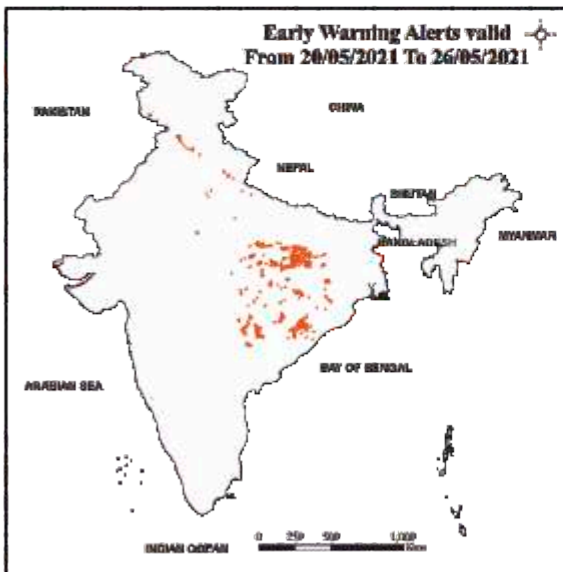 Early Warning Alerts valid
From 20/05/2021 To 26/05/2021
PAKISTAN
CHINA
NEPAL
BHUTAN
BANGLADESH
MYANMAR
ARABIAN SEA
BAY OF BENGAL
INDIAN OCEAN
0 250 500 1,000
Kms